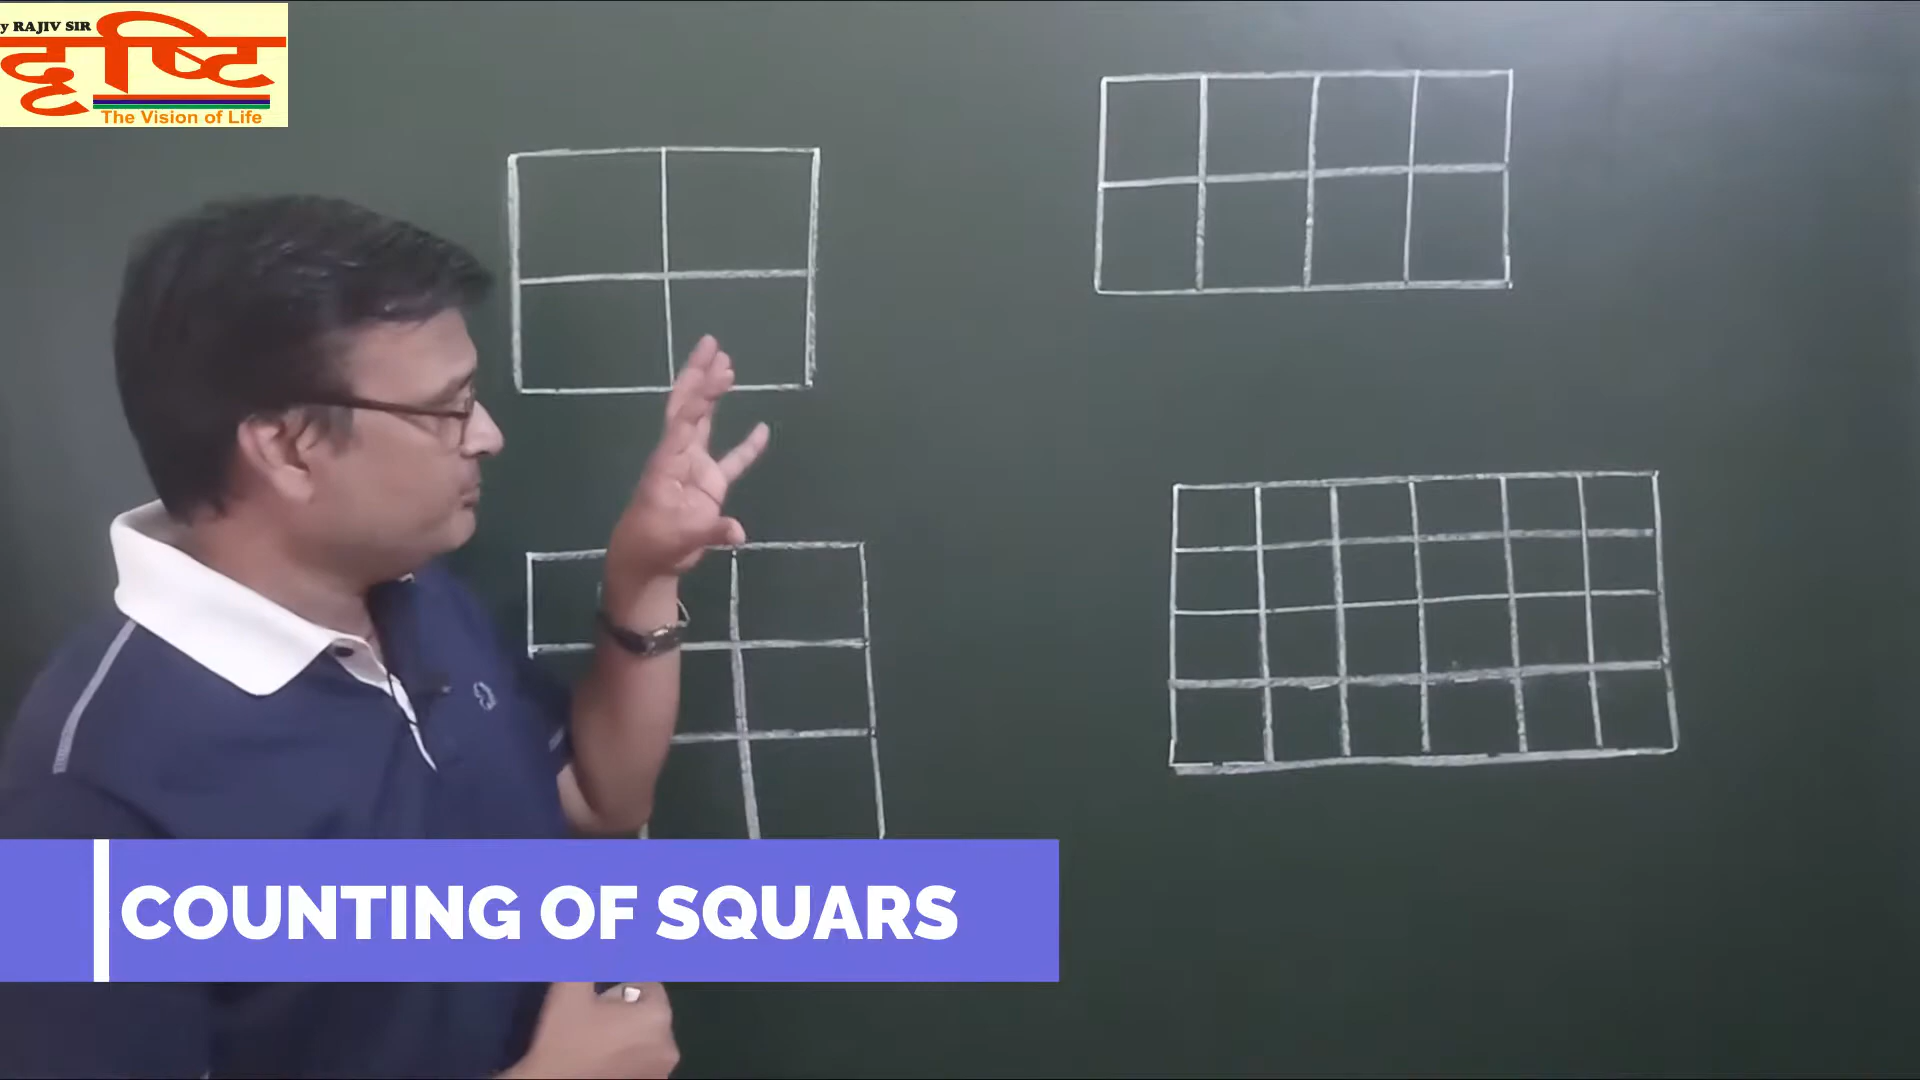 y RAJIV SIR
दृष्टि
The Vision of Life
COUNTING OF SQUARS